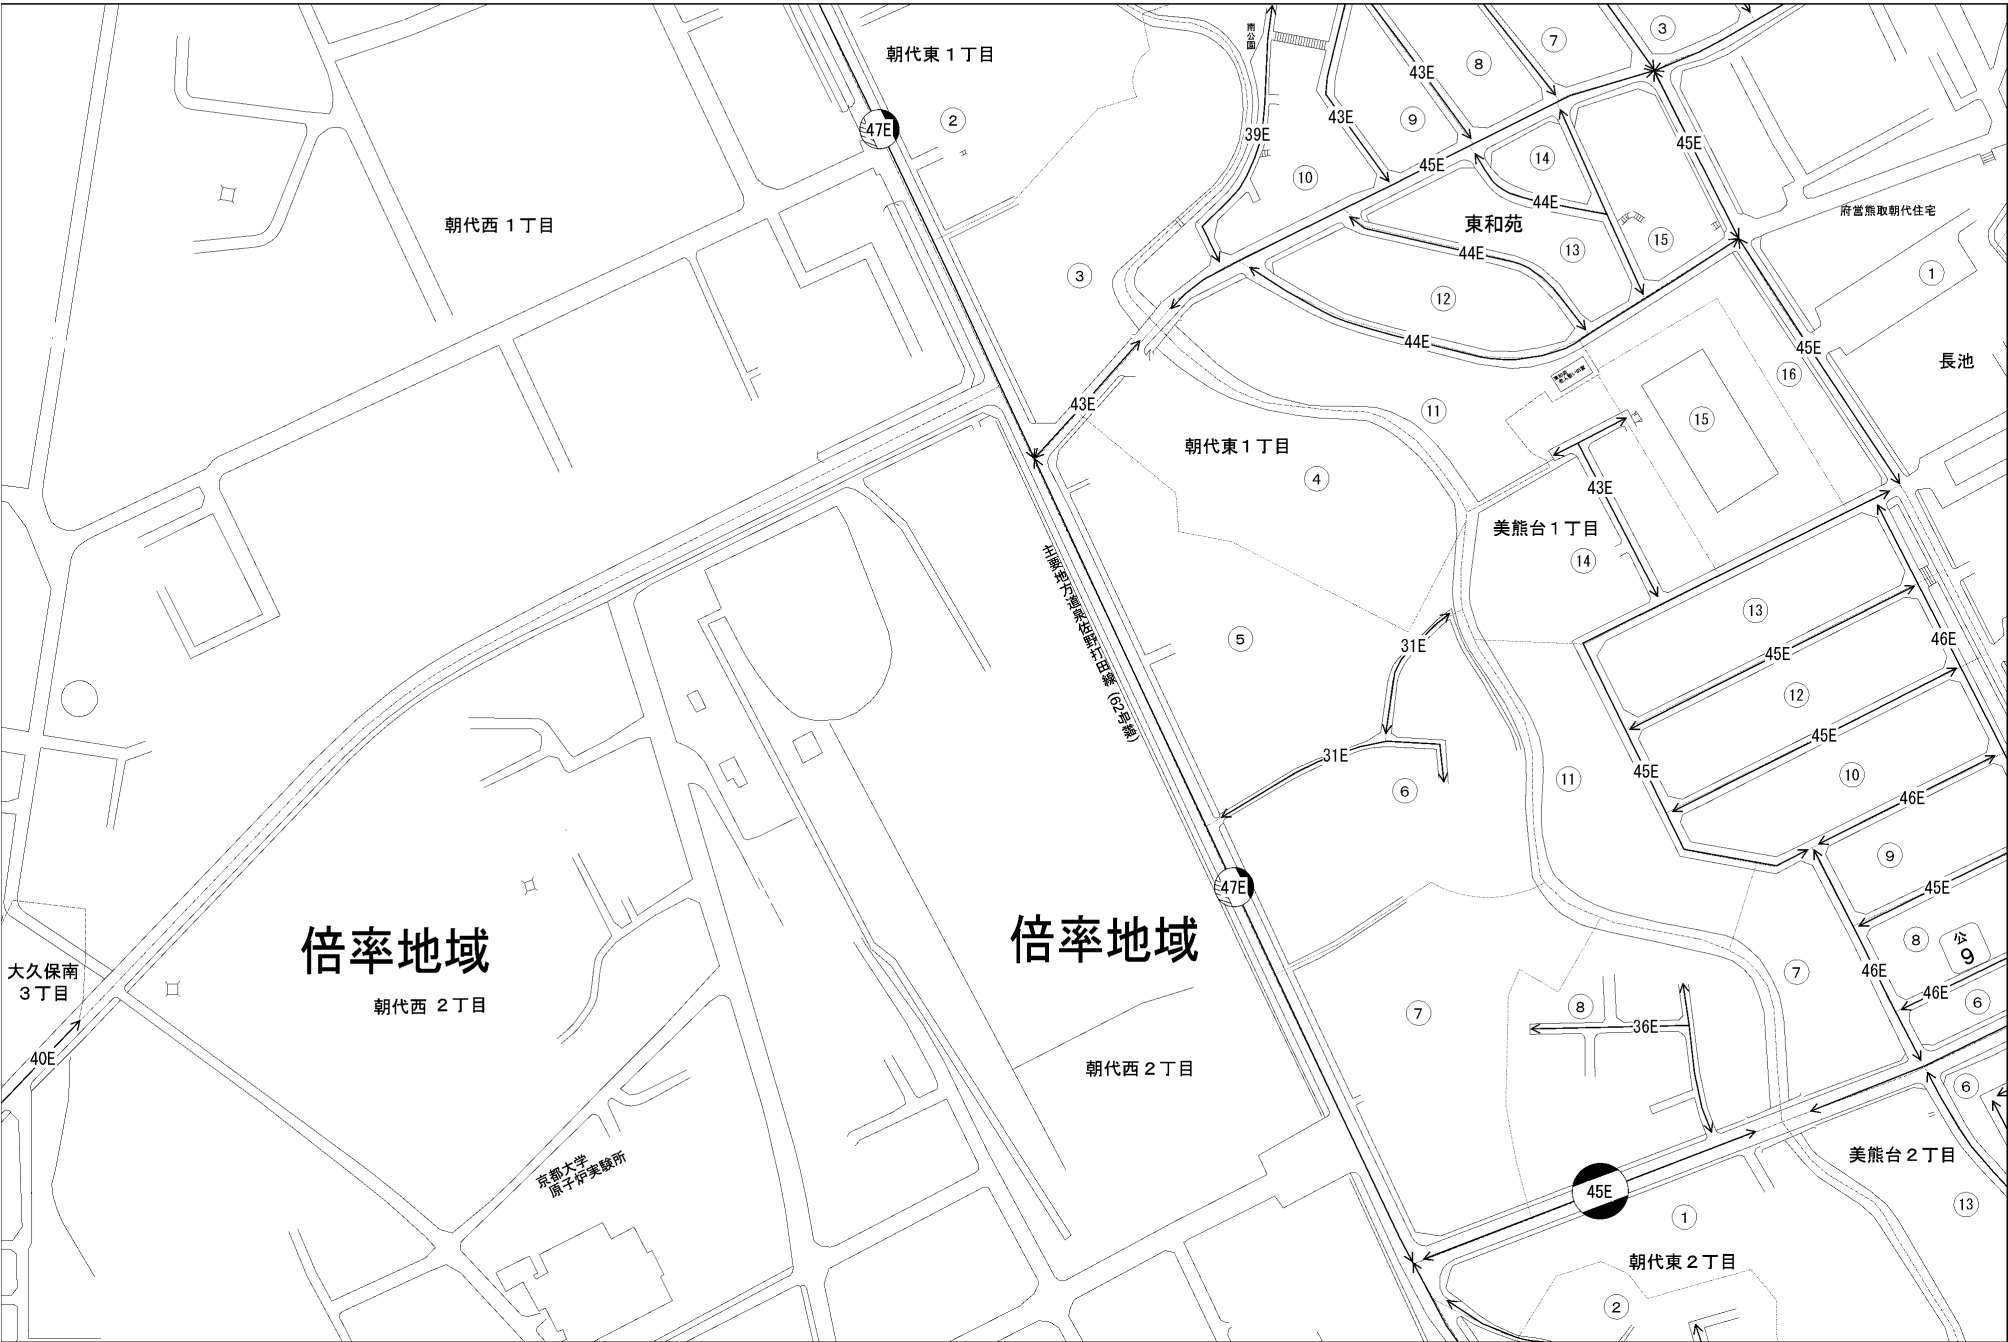 朝代東１丁目
南公園
3
7
8
43E
2
47E
9
43E
39E
45E
45E
14
10
44E
朝代西１丁目
東和苑
府営熊取朝代住宅
15
44E
13
1
3
12
44E
45E
長池
16
43E
11
15
朝代東１丁目
4
43E
美熊台１丁目
14
主要地方道泉佐野打田線（62号線）
13
5
31E
46E
45E
12
31E
45E
45E
10
11
6
46E
9
47E
45E
倍率地域
倍率地域
8
公
9
大久保南
３丁目
朝代西 ２丁目
7
46E
46E
6
7
8
36E
40E
朝代西２丁目
6
美熊台２丁目
京都大学
原子炉実験所
45E
1
13
朝代東２丁目
2